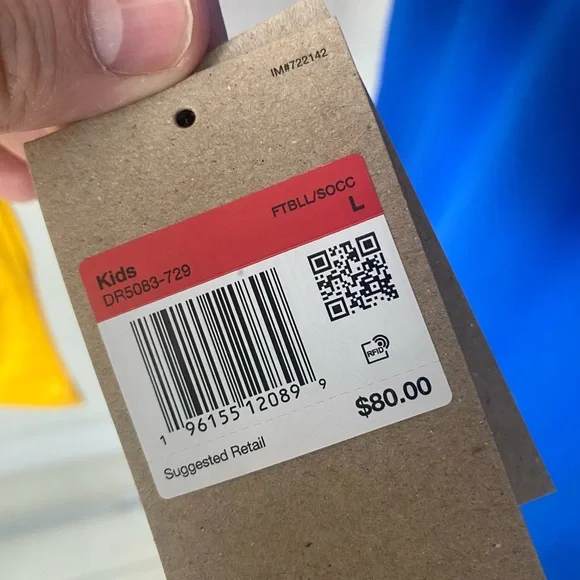 IM#722142
FTBLL/SOCC
L
Kids
DR5083-729
RFID
1 96155 12089 9
Suggested Retail
$80.00